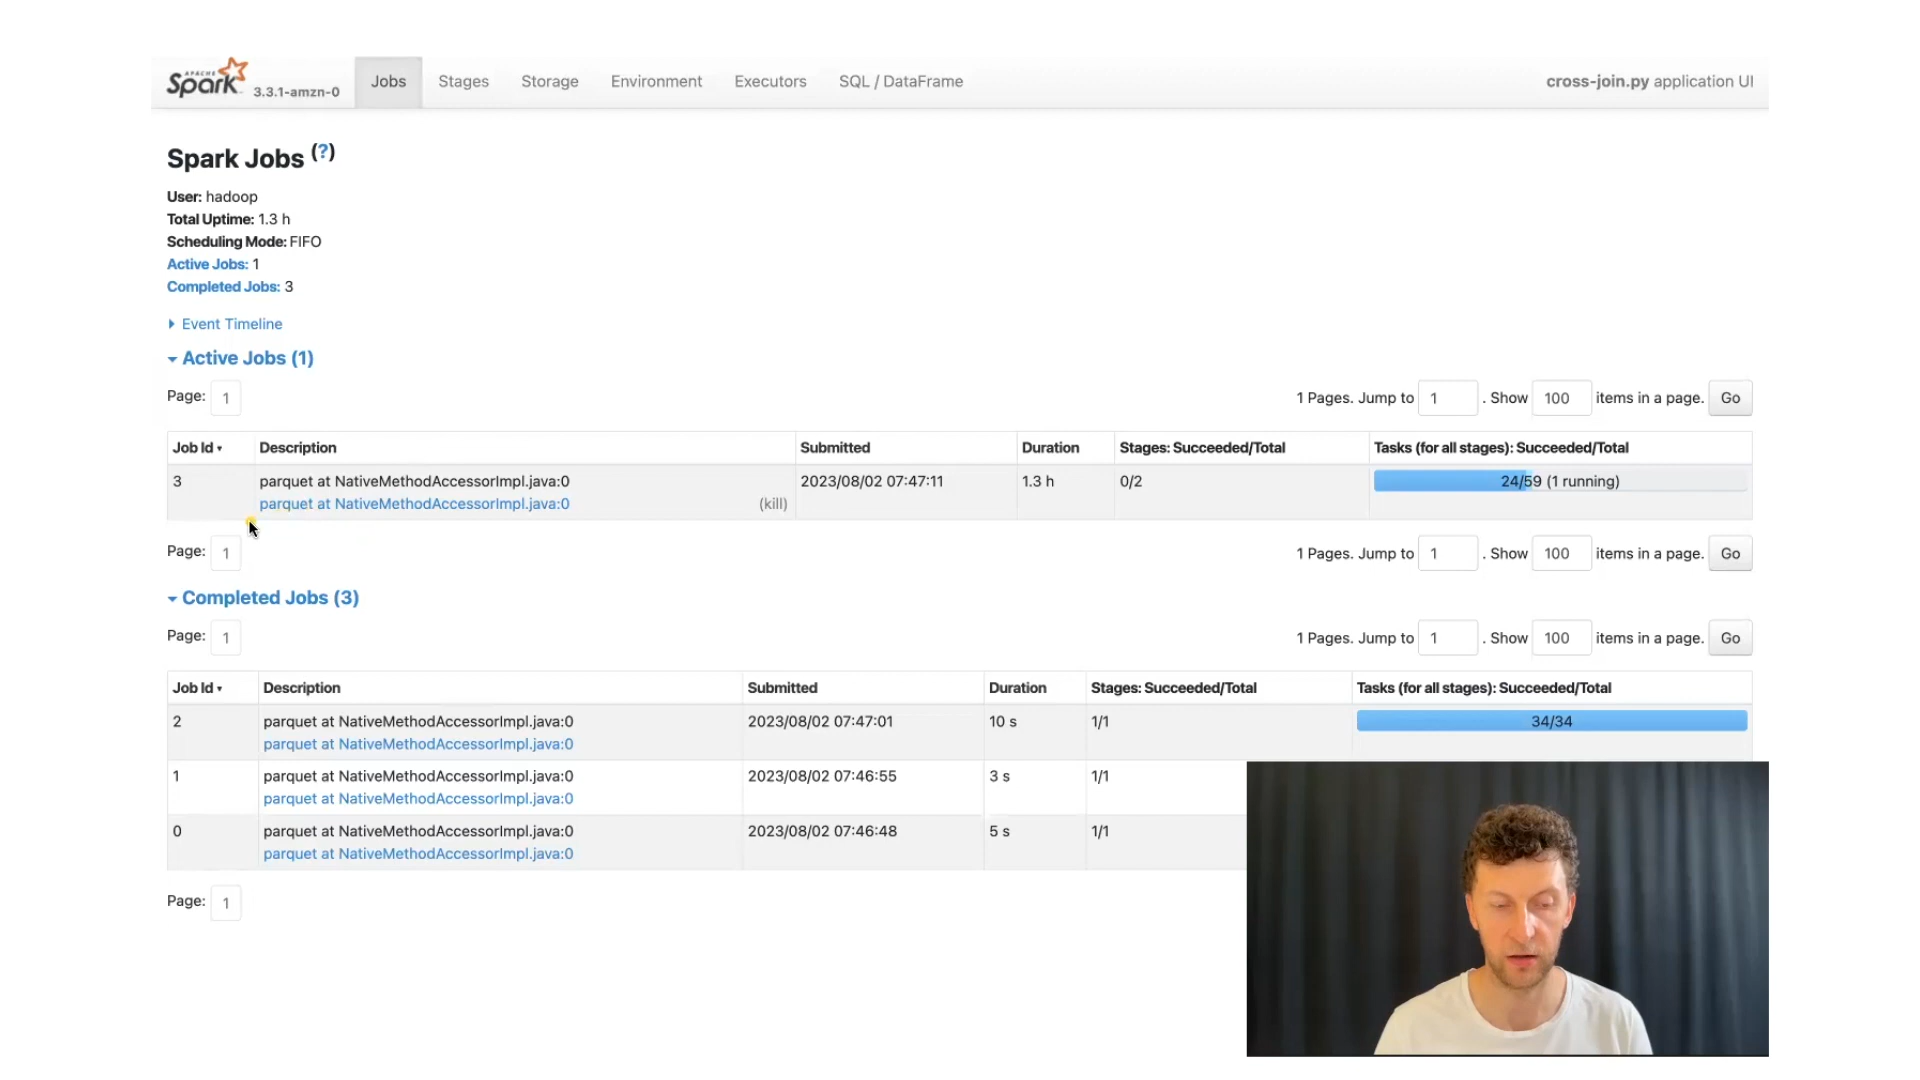 APACHE Spark 3.3.1-amzn-0 Jobs Stages Storage Environment Executors SQL / DataFrame cross-join.py application UI
Spark Jobs (?)
User: hadoop
Total Uptime: 1.3 h
Scheduling Mode: FIFO
Active Jobs: 1
Completed Jobs: 3
Event Timeline
Active Jobs (1)
Page: 1 1 Pages. Jump to 1 . Show 100 items in a page. Go
Job Id Description Submitted Duration Stages: Succeeded/Total Tasks (for all stages): Succeeded/Total
3 parquet at NativeMethodAccessorImpl.java:0 2023/08/02 07:47:11 1.3 h 0/2 24/59 (1 running)
parquet at NativeMethodAccessorImpl.java:0 (kill)
Page: 1 1 Pages. Jump to 1 . Show 100 items in a page. Go
Completed Jobs (3)
Page: 1 1 Pages. Jump to 1 . Show 100 items in a page. Go
Job Id Description Submitted Duration Stages: Succeeded/Total Tasks (for all stages): Succeeded/Total
2 parquet at NativeMethodAccessorImpl.java:0 2023/08/02 07:47:01 10 s 1/1 34/34
parquet at NativeMethodAccessorImpl.java:0
1 parquet at NativeMethodAccessorImpl.java:0 2023/08/02 07:46:55 3 s 1/1
parquet at NativeMethodAccessorImpl.java:0
0 parquet at NativeMethodAccessorImpl.java:0 2023/08/02 07:46:48 5 s 1/1
parquet at NativeMethodAccessorImpl.java:0
Page: 1